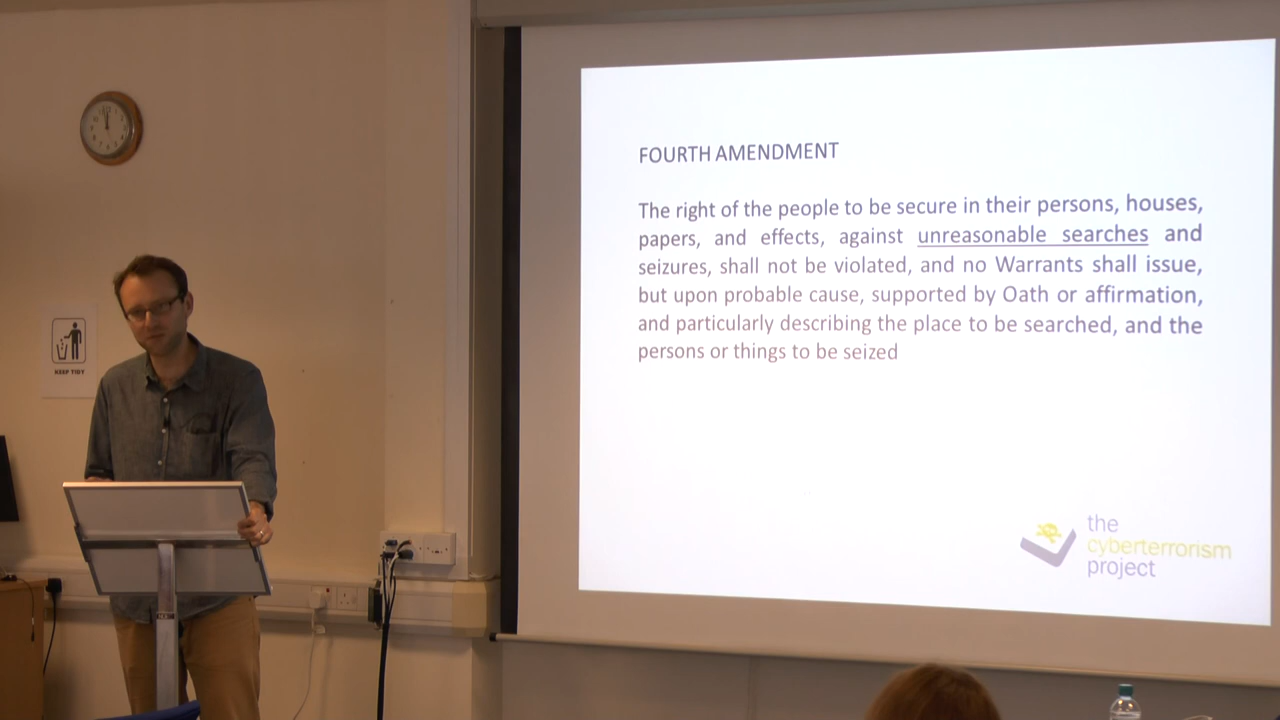 KEEP TIDY
FOURTH AMENDMENT
The right of the people to be secure in their persons, houses,
papers, and effects, against unreasonable searches and
seizures, shall not be violated, and no Warrants shall issue,
but upon probable cause, supported by Oath or affirmation,
and particularly describing the place to be searched, and the
persons or things to be seized
the
cyberterrorism
project